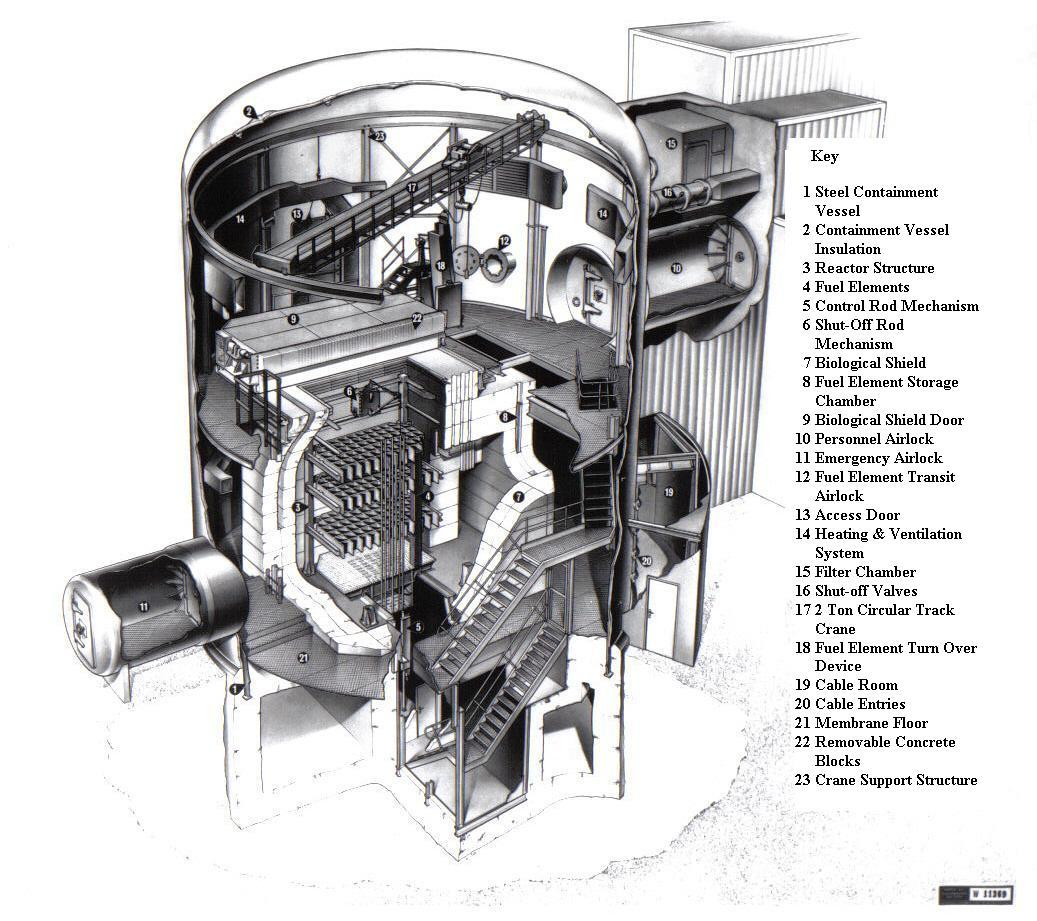 2
23
15
17
16
14
13
14
12
18
10
9
22
6
8
4
7
3
19
20
11
5
21
1
Key
1 Steel Containment
Vessel
2 Containment Vessel
Insulation
3 Reactor Structure
4 Fuel Elements
5 Control Rod Mechanism
6 Shut-Off Rod
Mechanism
7 Biological Shield
8 Fuel Element Storage
Chamber
9 Biological Shield Door
10 Personnel Airlock
11 Emergency Airlock
12 Fuel Element Transit
Airlock
13 Access Door
14 Heating & Ventilation
System
15 Filter Chamber
16 Shut-off Valves
17 2 Ton Circular Track
Crane
18 Fuel Element Turn Over
Device
19 Cable Room
20 Cable Entries
21 Membrane Floor
22 Removable Concrete
Blocks
23 Crane Support Structure
W 11369